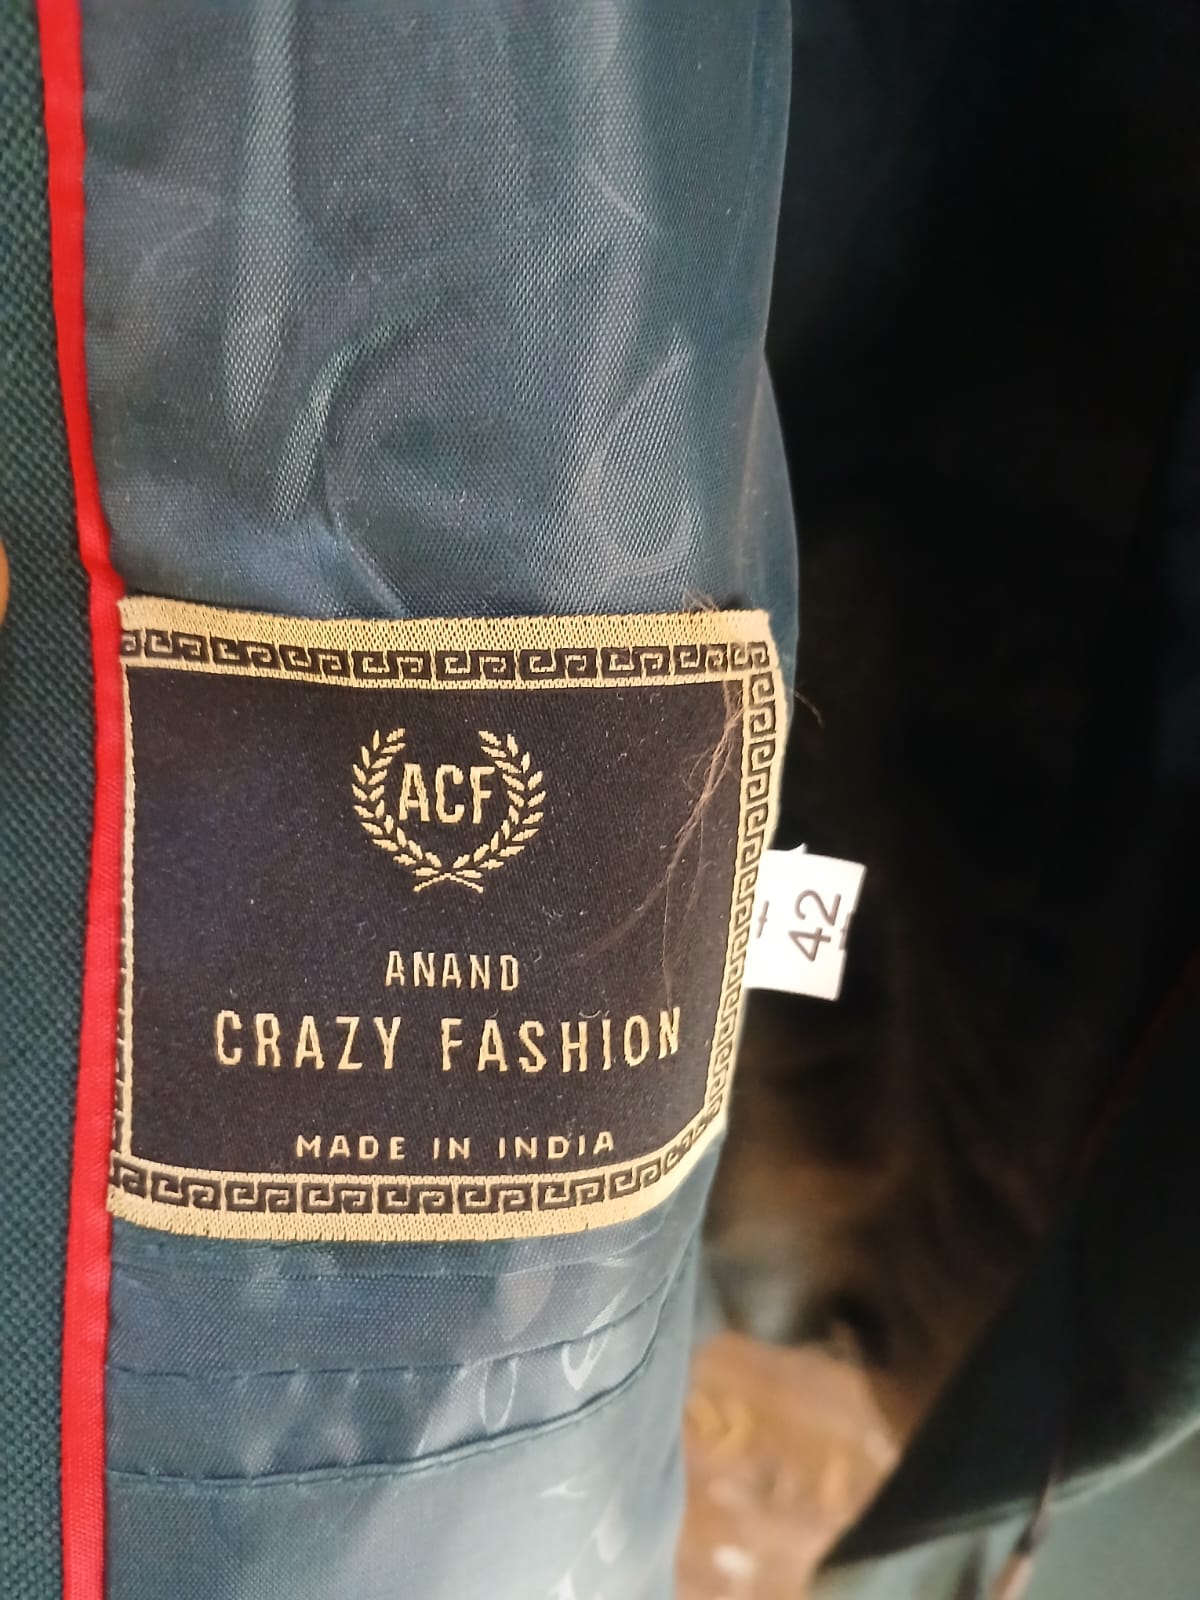 ACF
ANAND
CRAZY FASHION
MADE IN INDIA
42